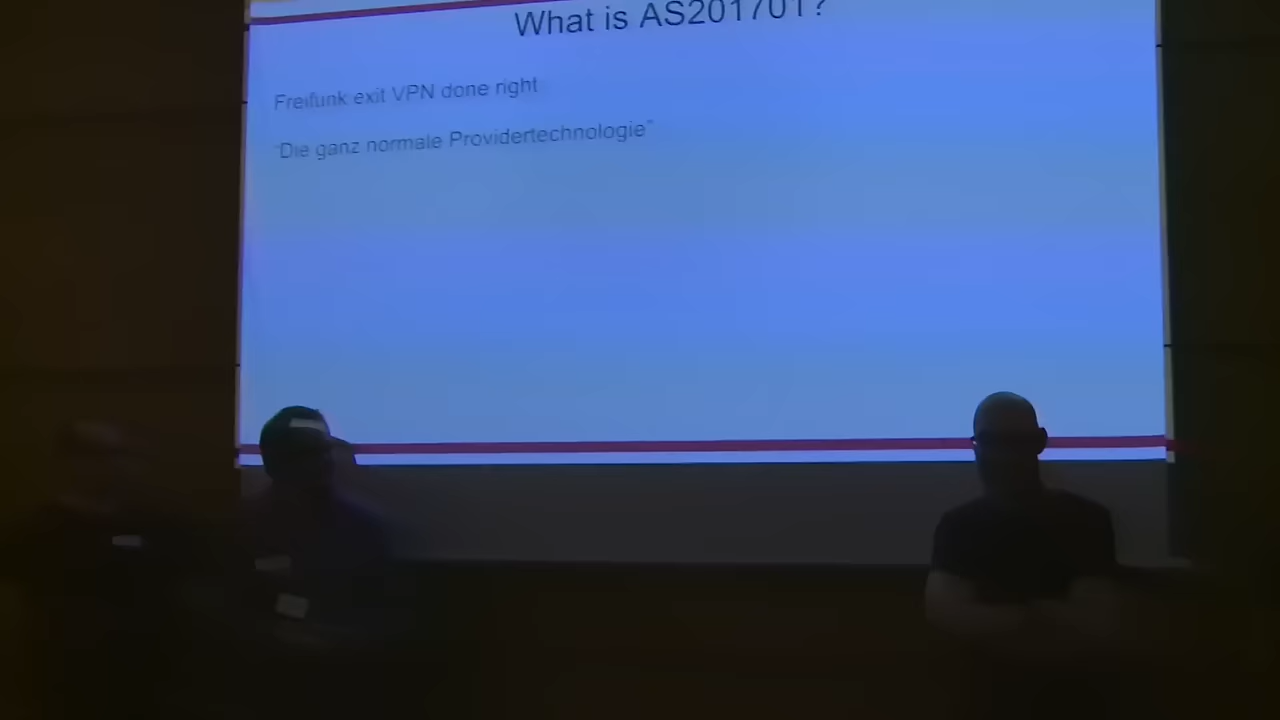 What is AS201701?
Freifunk exit VPN done right
"Die ganz normale Providertechnologie"